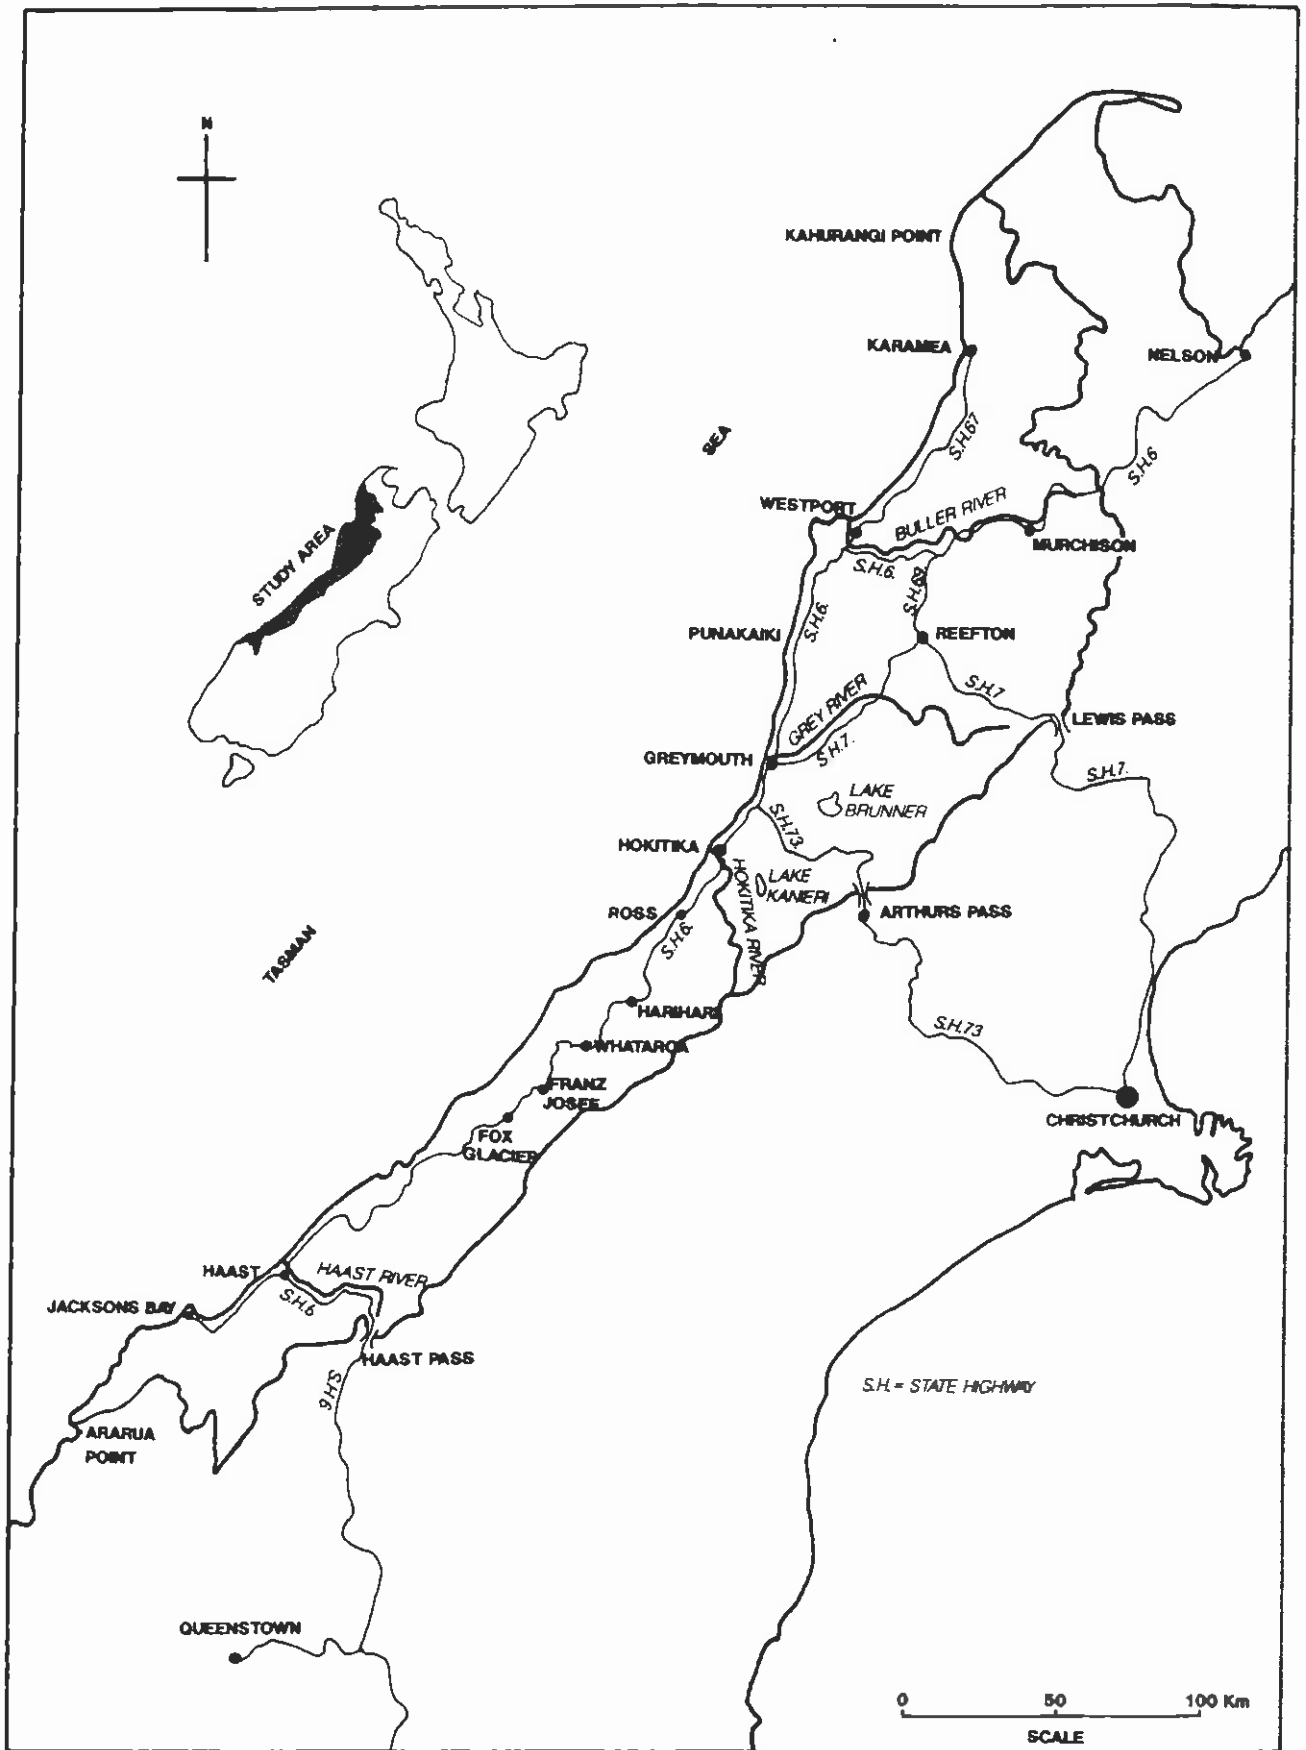 N
KAHURANGI POINT
KARAMEA
NELSON
SEA
S.H.67
S.H.6
WESTPORT
BULLER RIVER
MURCHISON
S.H.6.
S.H.69.
STUDY AREA
S.H.6.
PUNAKAIKI
REEFTON
S.H.7
GREY RIVER
LEWIS PASS
GREYMOUTH
S.H.7.
S.H.7.
LAKE
BRUNNER
S.H.73.
HOKITIKA
HOKITIKA RIVER
LAKE
KANIERI
ROSS
ARTHURS PASS
S.H.6.
TASMAN
HARIHARI
S.H.73
WHATAROA
FRANZ
JOSEF
CHRISTCHURCH
FOX
GLACIER
HAAST
HAAST RIVER
S.H.6
JACKSONS BAY
HAAST PASS
S.H.6
S.H. = STATE HIGHWAY
ARARUA
POINT
QUEENSTOWN
0 50 100 Km
SCALE